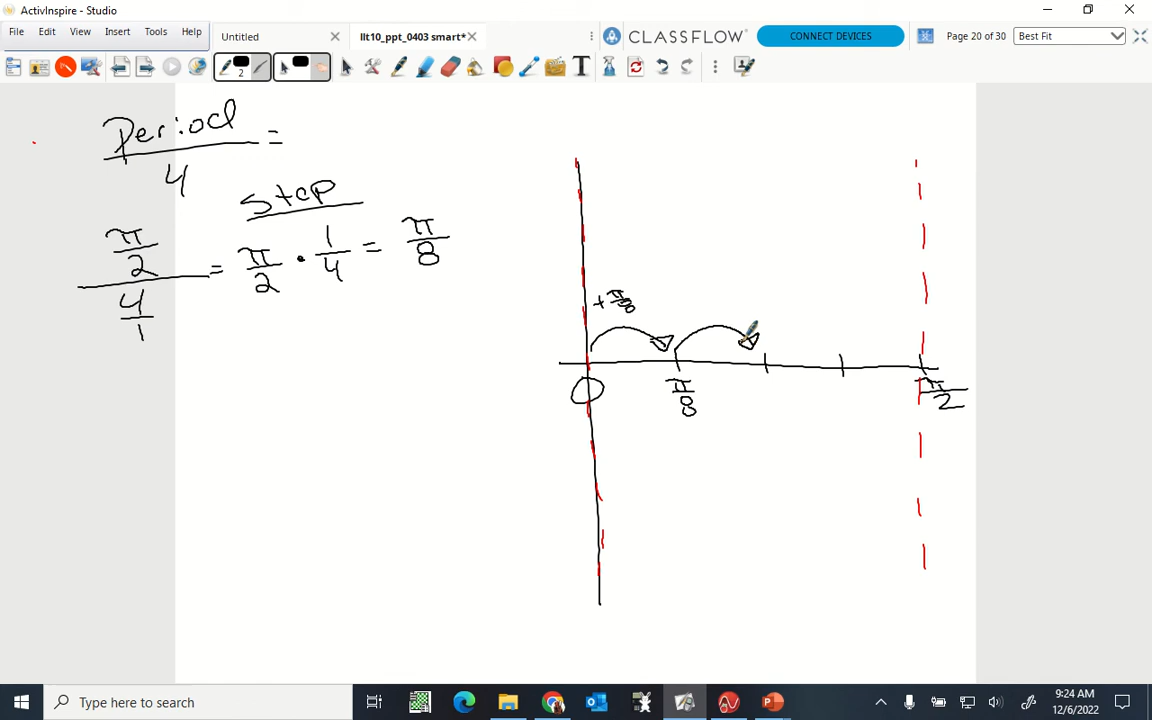 ActivInspire - Studio
File Edit View Insert Tools Help
Untitled
llt10_ppt_0403 smart*
CLASSFLOW
CONNECT DEVICES
Page 20 of 30
Best Fit
2
Period/4 =
Step
π/2 / 4/1 = π/2 · 1/4 = π/8
+π/8
0 π/8 π/2
Type here to search
9:24 AM
12/6/2022